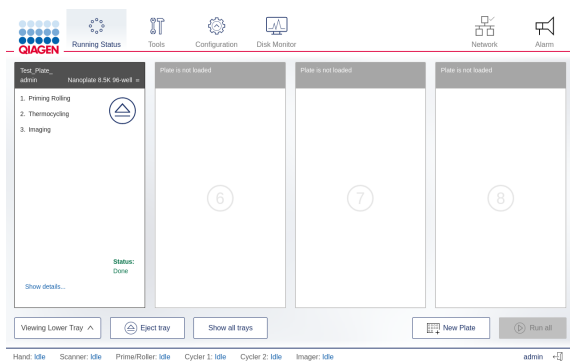 QIAGEN
Running Status
Tools
Configuration
Disk Monitor
Network
Alarm
Test_Plate_
admin
Nanoplate 8.5K 96-well
1. Priming Rolling
2. Thermocycling
3. Imaging
Status:
Done
Show details...
Plate is not loaded
6
Plate is not loaded
7
Plate is not loaded
8
Viewing Lower Tray
Eject tray
Show all trays
New Plate
Run all
Hand: Idle
Scanner: Idle
Prime/Roller: Idle
Cycler 1: Idle
Cycler 2: Idle
Imager: Idle
admin